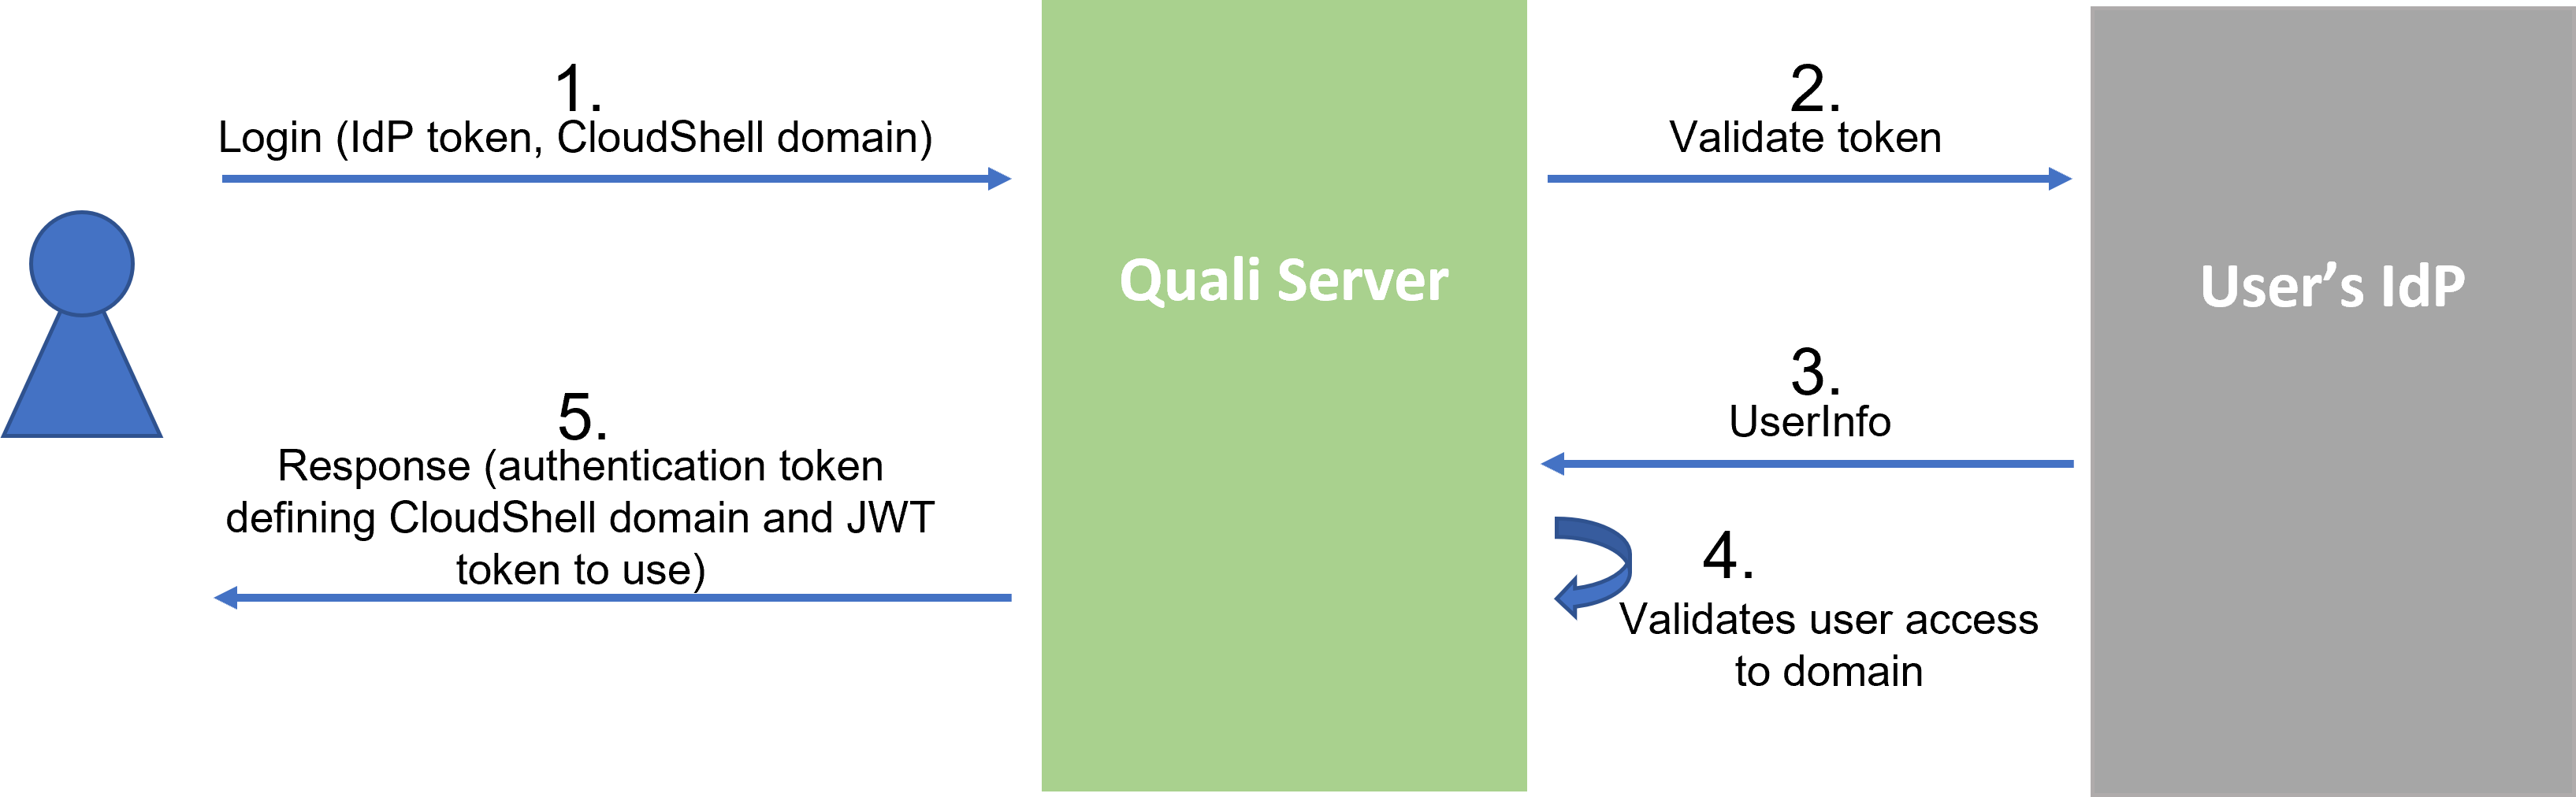 1.
Login (IdP token, CloudShell domain)
2.
Validate token
Quali Server
User’s IdP
3.
UserInfo
4.
Validates user access
to domain
5.
Response (authentication token
defining CloudShell domain and JWT
token to use)